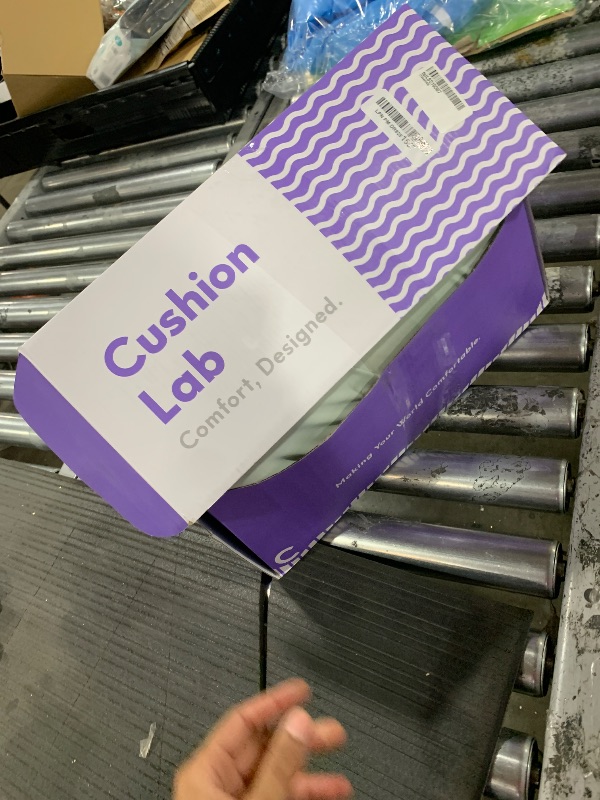 Cushion
Lab
Comfort, Designed.
Making Your World Comfortable.
C